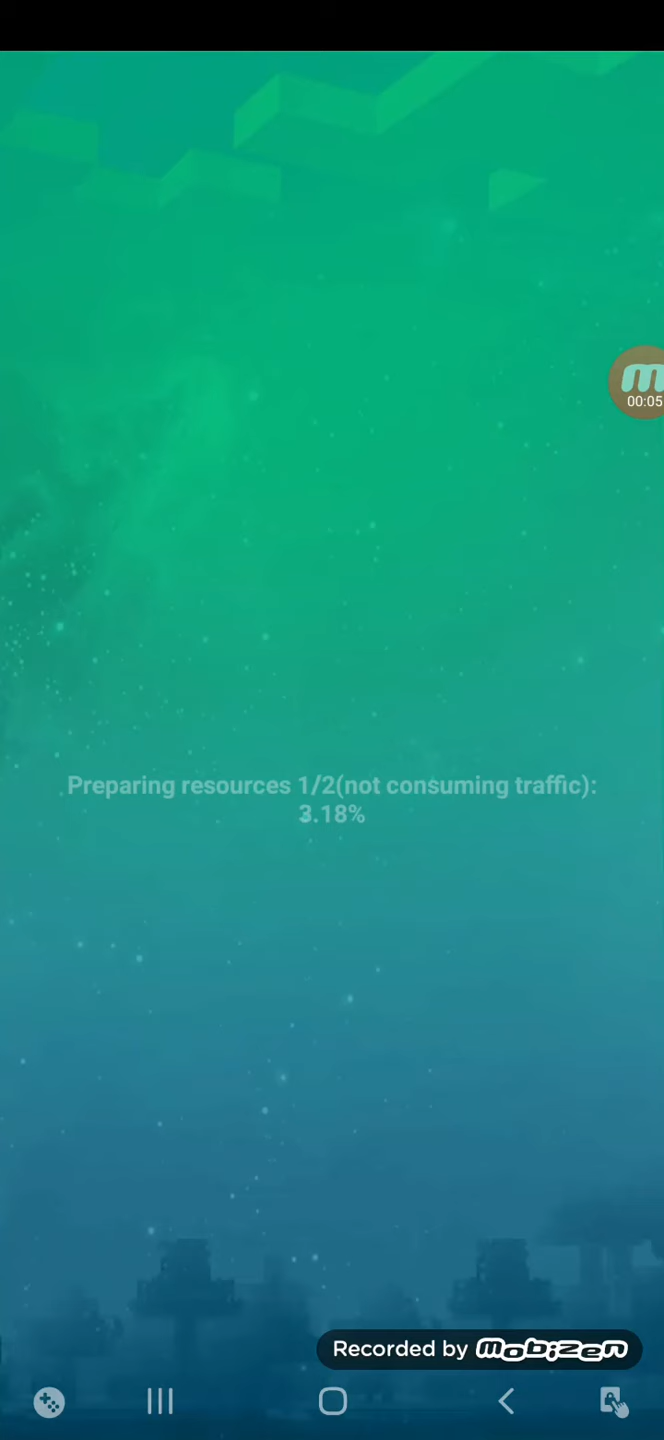 m
00:05
Preparing resources 1/2(not consuming traffic):
3.18%
Recorded by mobizen